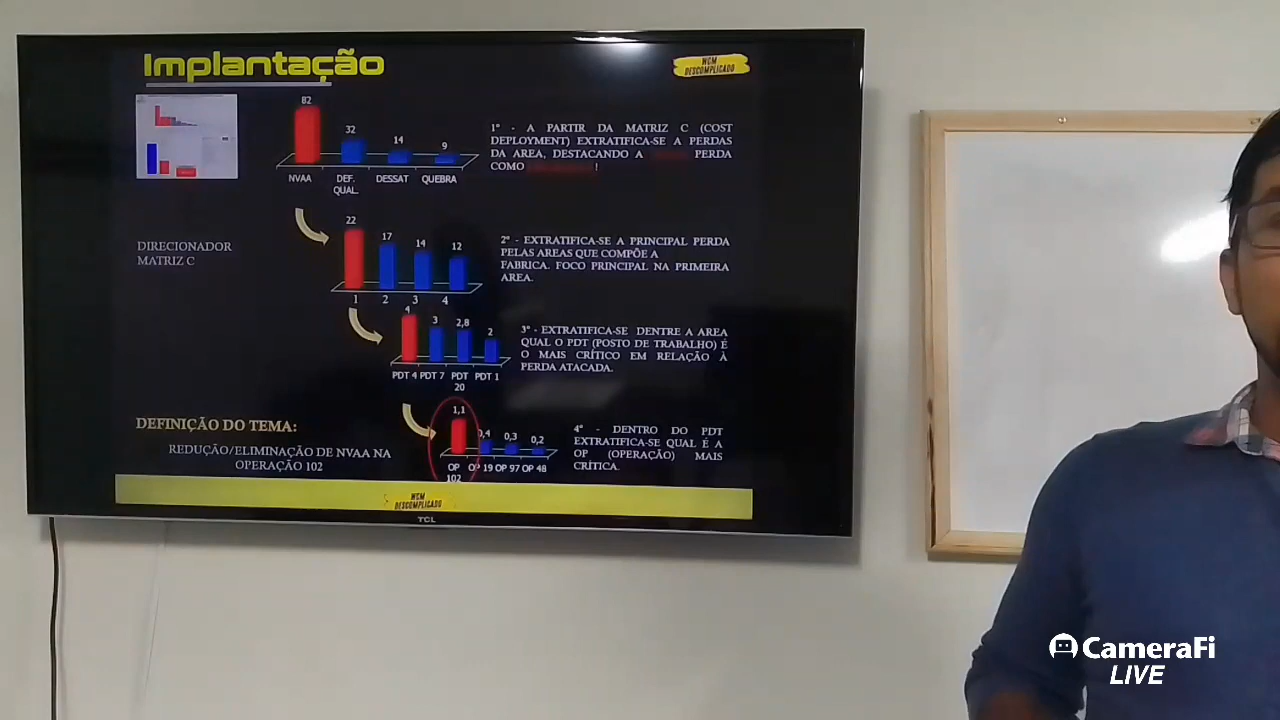 Implantação
WCM
DESCOMPLICADO
82
32
14
9
NVAA
DEF.
QUAL.
DESSAT
QUEBRA
1º - A PARTIR DA MATRIZ C (COST
DEPLOYMENT) EXTRATIFICA-SE A PERDAS
DA AREA, DESTACANDO A PERDA
COMO !
22
17
14
12
1
2
3
4
DIRECIONADOR
MATRIZ C
2º - EXTRATIFICA-SE A PRINCIPAL PERDA
PELAS AREAS QUE COMPÕE A
FABRICA. FOCO PRINCIPAL NA PRIMEIRA
AREA.
4
3
2,8
2
PDT 4
PDT 7
PDT
20
PDT 1
3º - EXTRATIFICA-SE DENTRE A AREA
QUAL O PDT (POSTO DE TRABALHO) É
O MAIS CRÍTICO EM RELAÇÃO À
PERDA ATACADA.
DEFINIÇÃO DO TEMA:
REDUÇÃO/ELIMINAÇÃO DE NVAA NA
OPERAÇÃO 102
1,1
0,4
0,3
0,2
OP
102
OP 19
OP 97
OP 48
4º - DENTRO DO PDT
EXTRATIFICA-SE QUAL É A
OP (OPERAÇÃO) MAIS
CRÍTICA.
WCM
DESCOMPLICADO
TCL
CameraFi
LIVE